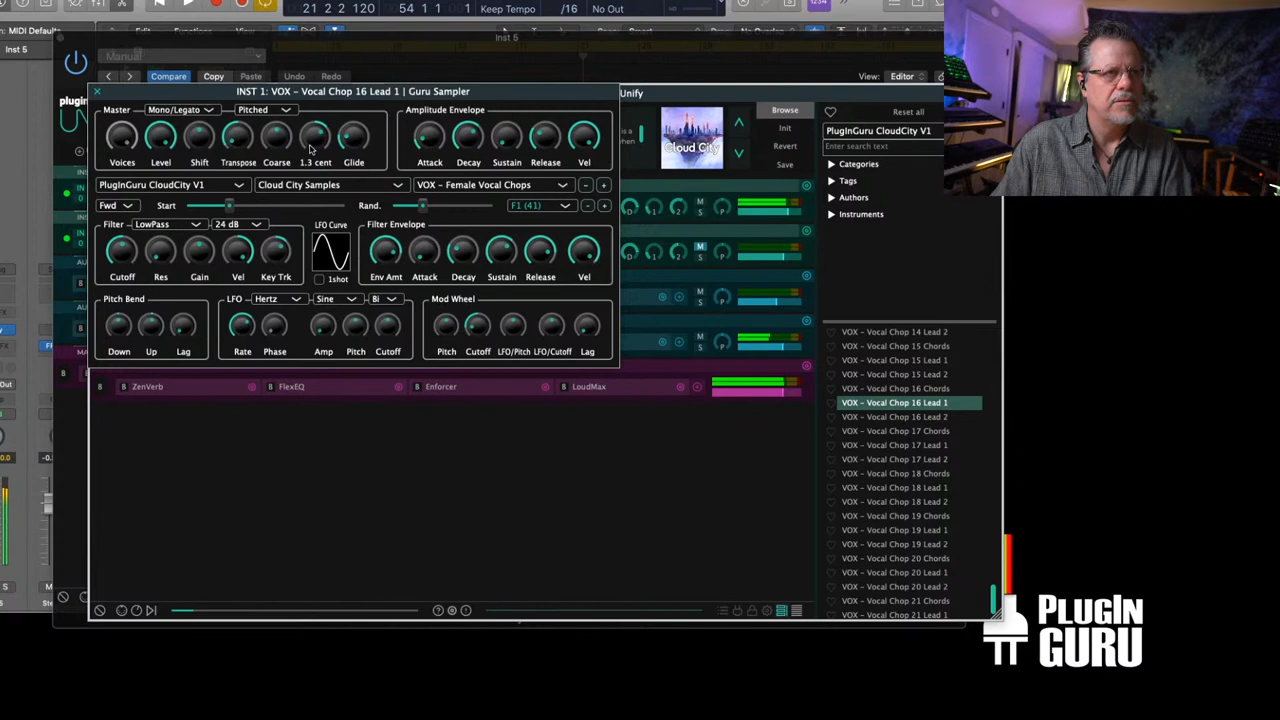 21 2 2 120 54 1 1 001 Keep Tempo /16 No Out 1234
MIDI Defaults
Inst 5
Inst 5
Manual
Compare Copy Paste Undo Redo View: Editor
INST 1: VOX - Vocal Chop 16 Lead 1 | Guru Sampler
Unify
plugin
Master Mono/Legato Pitched
Voices Level Shift Transpose Coarse 1.3 cent Glide
Amplitude Envelope
Attack Decay Sustain Release Vel
PlugInGuru CloudCity V1 Cloud City Samples VOX - Female Vocal Chops - +
Fwd Start Rand. F1 (41) - +
Filter LowPass 24 dB
Cutoff Res Gain Vel Key Trk
LFO Curve
1shot
Filter Envelope
Env Amt Attack Decay Sustain Release Vel
Pitch Bend
Down Up Lag
LFO Hertz Sine Bi
Rate Phase Amp Pitch Cutoff
Mod Wheel
Pitch Cutoff LFO/Pitch LFO/Cutoff Lag
Cloud City
Browse
Init
Revert
Save
Reset all
PlugInGuru CloudCity V1
Enter search text
Categories
Tags
Authors
Instruments
M
S
M
S
M
S
M
S
B ZenVerb B FlexEQ B Enforcer B LoudMax
VOX - Vocal Chop 14 Lead 2
VOX - Vocal Chop 15 Chords
VOX - Vocal Chop 15 Lead 1
VOX - Vocal Chop 15 Lead 2
VOX - Vocal Chop 16 Chords
VOX - Vocal Chop 16 Lead 1
VOX - Vocal Chop 16 Lead 2
VOX - Vocal Chop 17 Chords
VOX - Vocal Chop 17 Lead 1
VOX - Vocal Chop 17 Lead 2
VOX - Vocal Chop 18 Chords
VOX - Vocal Chop 18 Lead 1
VOX - Vocal Chop 18 Lead 2
VOX - Vocal Chop 19 Chords
VOX - Vocal Chop 19 Lead 1
VOX - Vocal Chop 19 Lead 2
VOX - Vocal Chop 20 Chords
VOX - Vocal Chop 20 Lead 1
VOX - Vocal Chop 20 Lead 2
VOX - Vocal Chop 21 Chords
VOX - Vocal Chop 21 Lead 1
PLUGIN
GURU